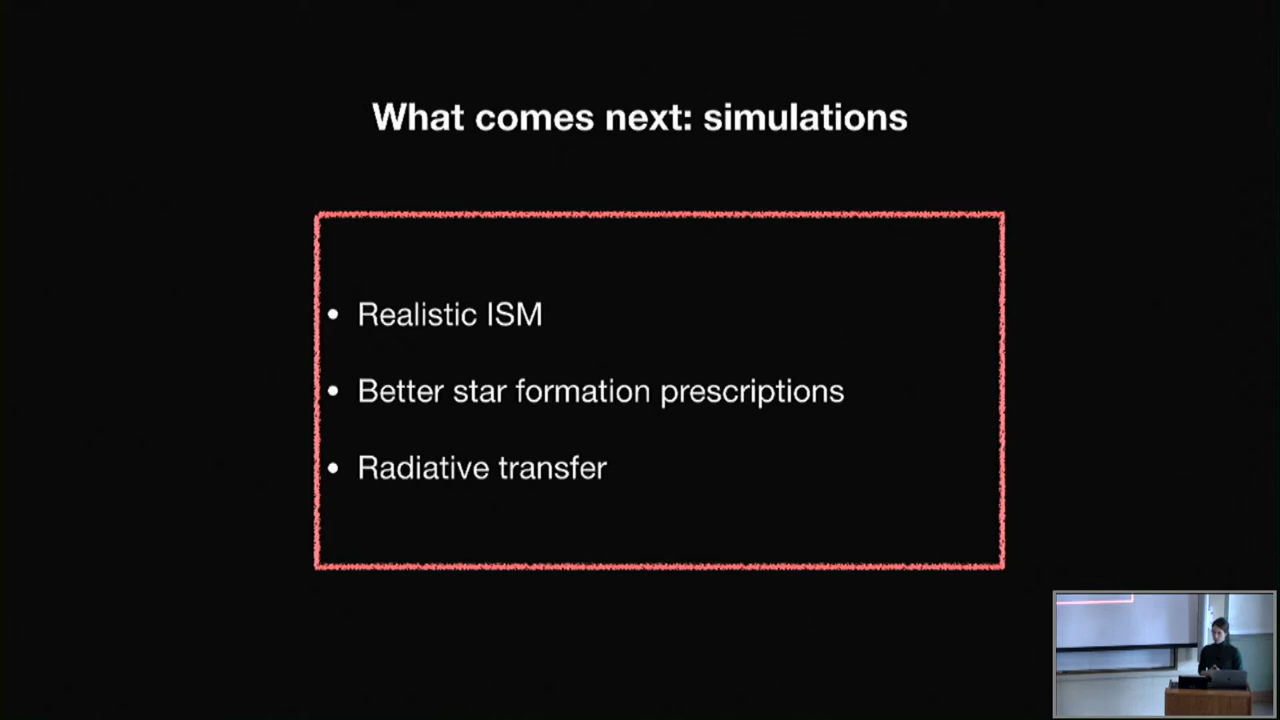 What comes next: simulations
• Realistic ISM
• Better star formation prescriptions
• Radiative transfer